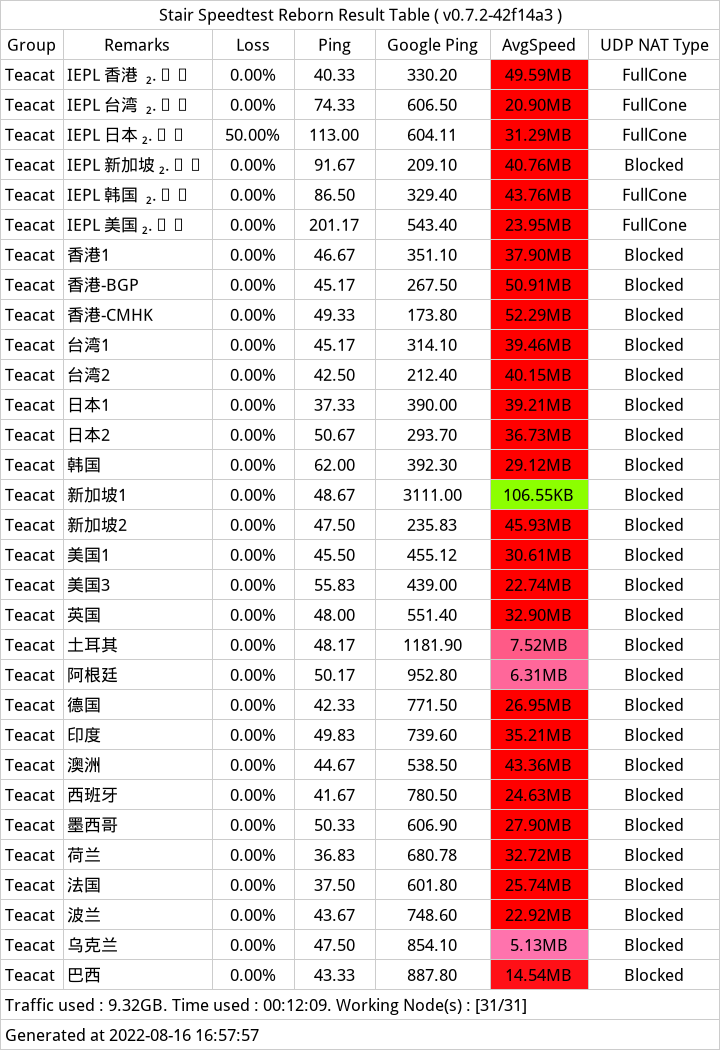 Stair Speedtest Reborn Result Table ( v0.7.2-42f14a3 )
Group Remarks Loss Ping Google Ping AvgSpeed UDP NAT Type
Teacat IEPL 香港 ₂. 0.00% 40.33 330.20 49.59MB FullCone
Teacat IEPL 台湾 ₂. 0.00% 74.33 606.50 20.90MB FullCone
Teacat IEPL 日本 ₂. 50.00% 113.00 604.11 31.29MB FullCone
Teacat IEPL 新加坡 ₂. 0.00% 91.67 209.10 40.76MB Blocked
Teacat IEPL 韩国 ₂. 0.00% 86.50 329.40 43.76MB FullCone
Teacat IEPL 美国 ₂. 0.00% 201.17 543.40 23.95MB FullCone
Teacat 香港1 0.00% 46.67 351.10 37.90MB Blocked
Teacat 香港-BGP 0.00% 45.17 267.50 50.91MB Blocked
Teacat 香港-CMHK 0.00% 49.33 173.80 52.29MB Blocked
Teacat 台湾1 0.00% 45.17 314.10 39.46MB Blocked
Teacat 台湾2 0.00% 42.50 212.40 40.15MB Blocked
Teacat 日本1 0.00% 37.33 390.00 39.21MB Blocked
Teacat 日本2 0.00% 50.67 293.70 36.73MB Blocked
Teacat 韩国 0.00% 62.00 392.30 29.12MB Blocked
Teacat 新加坡1 0.00% 48.67 3111.00 106.55KB Blocked
Teacat 新加坡2 0.00% 47.50 235.83 45.93MB Blocked
Teacat 美国1 0.00% 45.50 455.12 30.61MB Blocked
Teacat 美国3 0.00% 55.83 439.00 22.74MB Blocked
Teacat 英国 0.00% 48.00 551.40 32.90MB Blocked
Teacat 土耳其 0.00% 48.17 1181.90 7.52MB Blocked
Teacat 阿根廷 0.00% 50.17 952.80 6.31MB Blocked
Teacat 德国 0.00% 42.33 771.50 26.95MB Blocked
Teacat 印度 0.00% 49.83 739.60 35.21MB Blocked
Teacat 澳洲 0.00% 44.67 538.50 43.36MB Blocked
Teacat 西班牙 0.00% 41.67 780.50 24.63MB Blocked
Teacat 墨西哥 0.00% 50.33 606.90 27.90MB Blocked
Teacat 荷兰 0.00% 36.83 680.78 32.72MB Blocked
Teacat 法国 0.00% 37.50 601.80 25.74MB Blocked
Teacat 波兰 0.00% 43.67 748.60 22.92MB Blocked
Teacat 乌克兰 0.00% 47.50 854.10 5.13MB Blocked
Teacat 巴西 0.00% 43.33 887.80 14.54MB Blocked
Traffic used : 9.32GB. Time used : 00:12:09. Working Node(s) : [31/31]
Generated at 2022-08-16 16:57:57